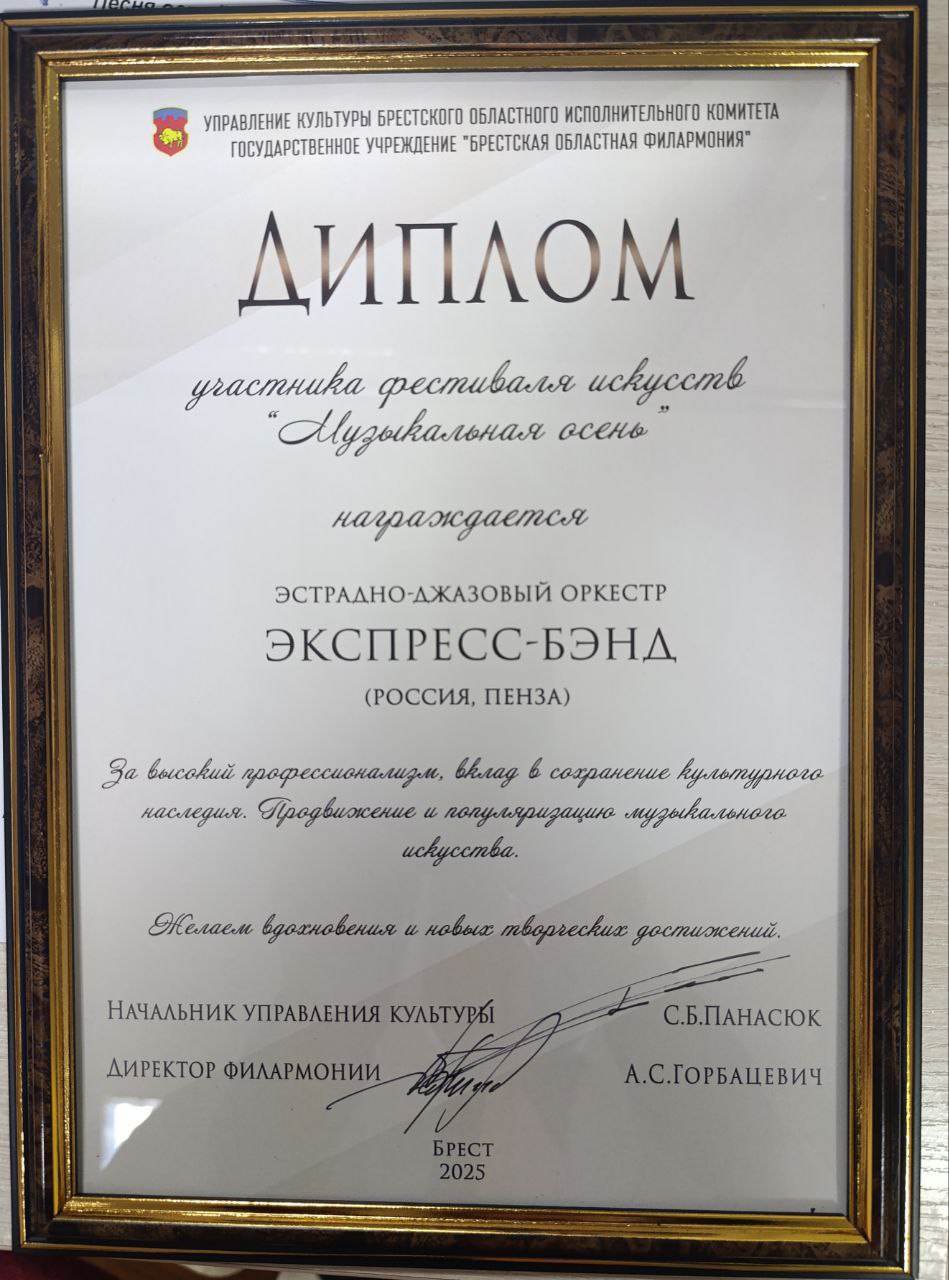 Песня
УПРАВЛЕНИЕ КУЛЬТУРЫ БРЕСТСКОГО ОБЛАСТНОГО ИСПОЛНИТЕЛЬНОГО КОМИТЕТА
ГОСУДАРСТВЕННОЕ УЧРЕЖДЕНИЕ "БРЕСТСКАЯ ОБЛАСТНАЯ ФИЛАРМОНИЯ"
ДИПЛОМ
участника фестиваля искусств
“Музыкальная осень”
награждается
ЭСТРАДНО-ДЖАЗОВЫЙ ОРКЕСТР
ЭКСПРЕСС-БЭНД
(РОССИЯ, ПЕНЗА)
За высокий профессионализм, вклад в сохранение культурного
наследия. Продвижение и популяризацию музыкального
искусства.
Желаем вдохновения и новых творческих достижений.
НАЧАЛЬНИК УПРАВЛЕНИЯ КУЛЬТУРЫ С.Б.ПАНАСЮК
ДИРЕКТОР ФИЛАРМОНИИ А.С.ГОРБАЦЕВИЧ
БРЕСТ
2025